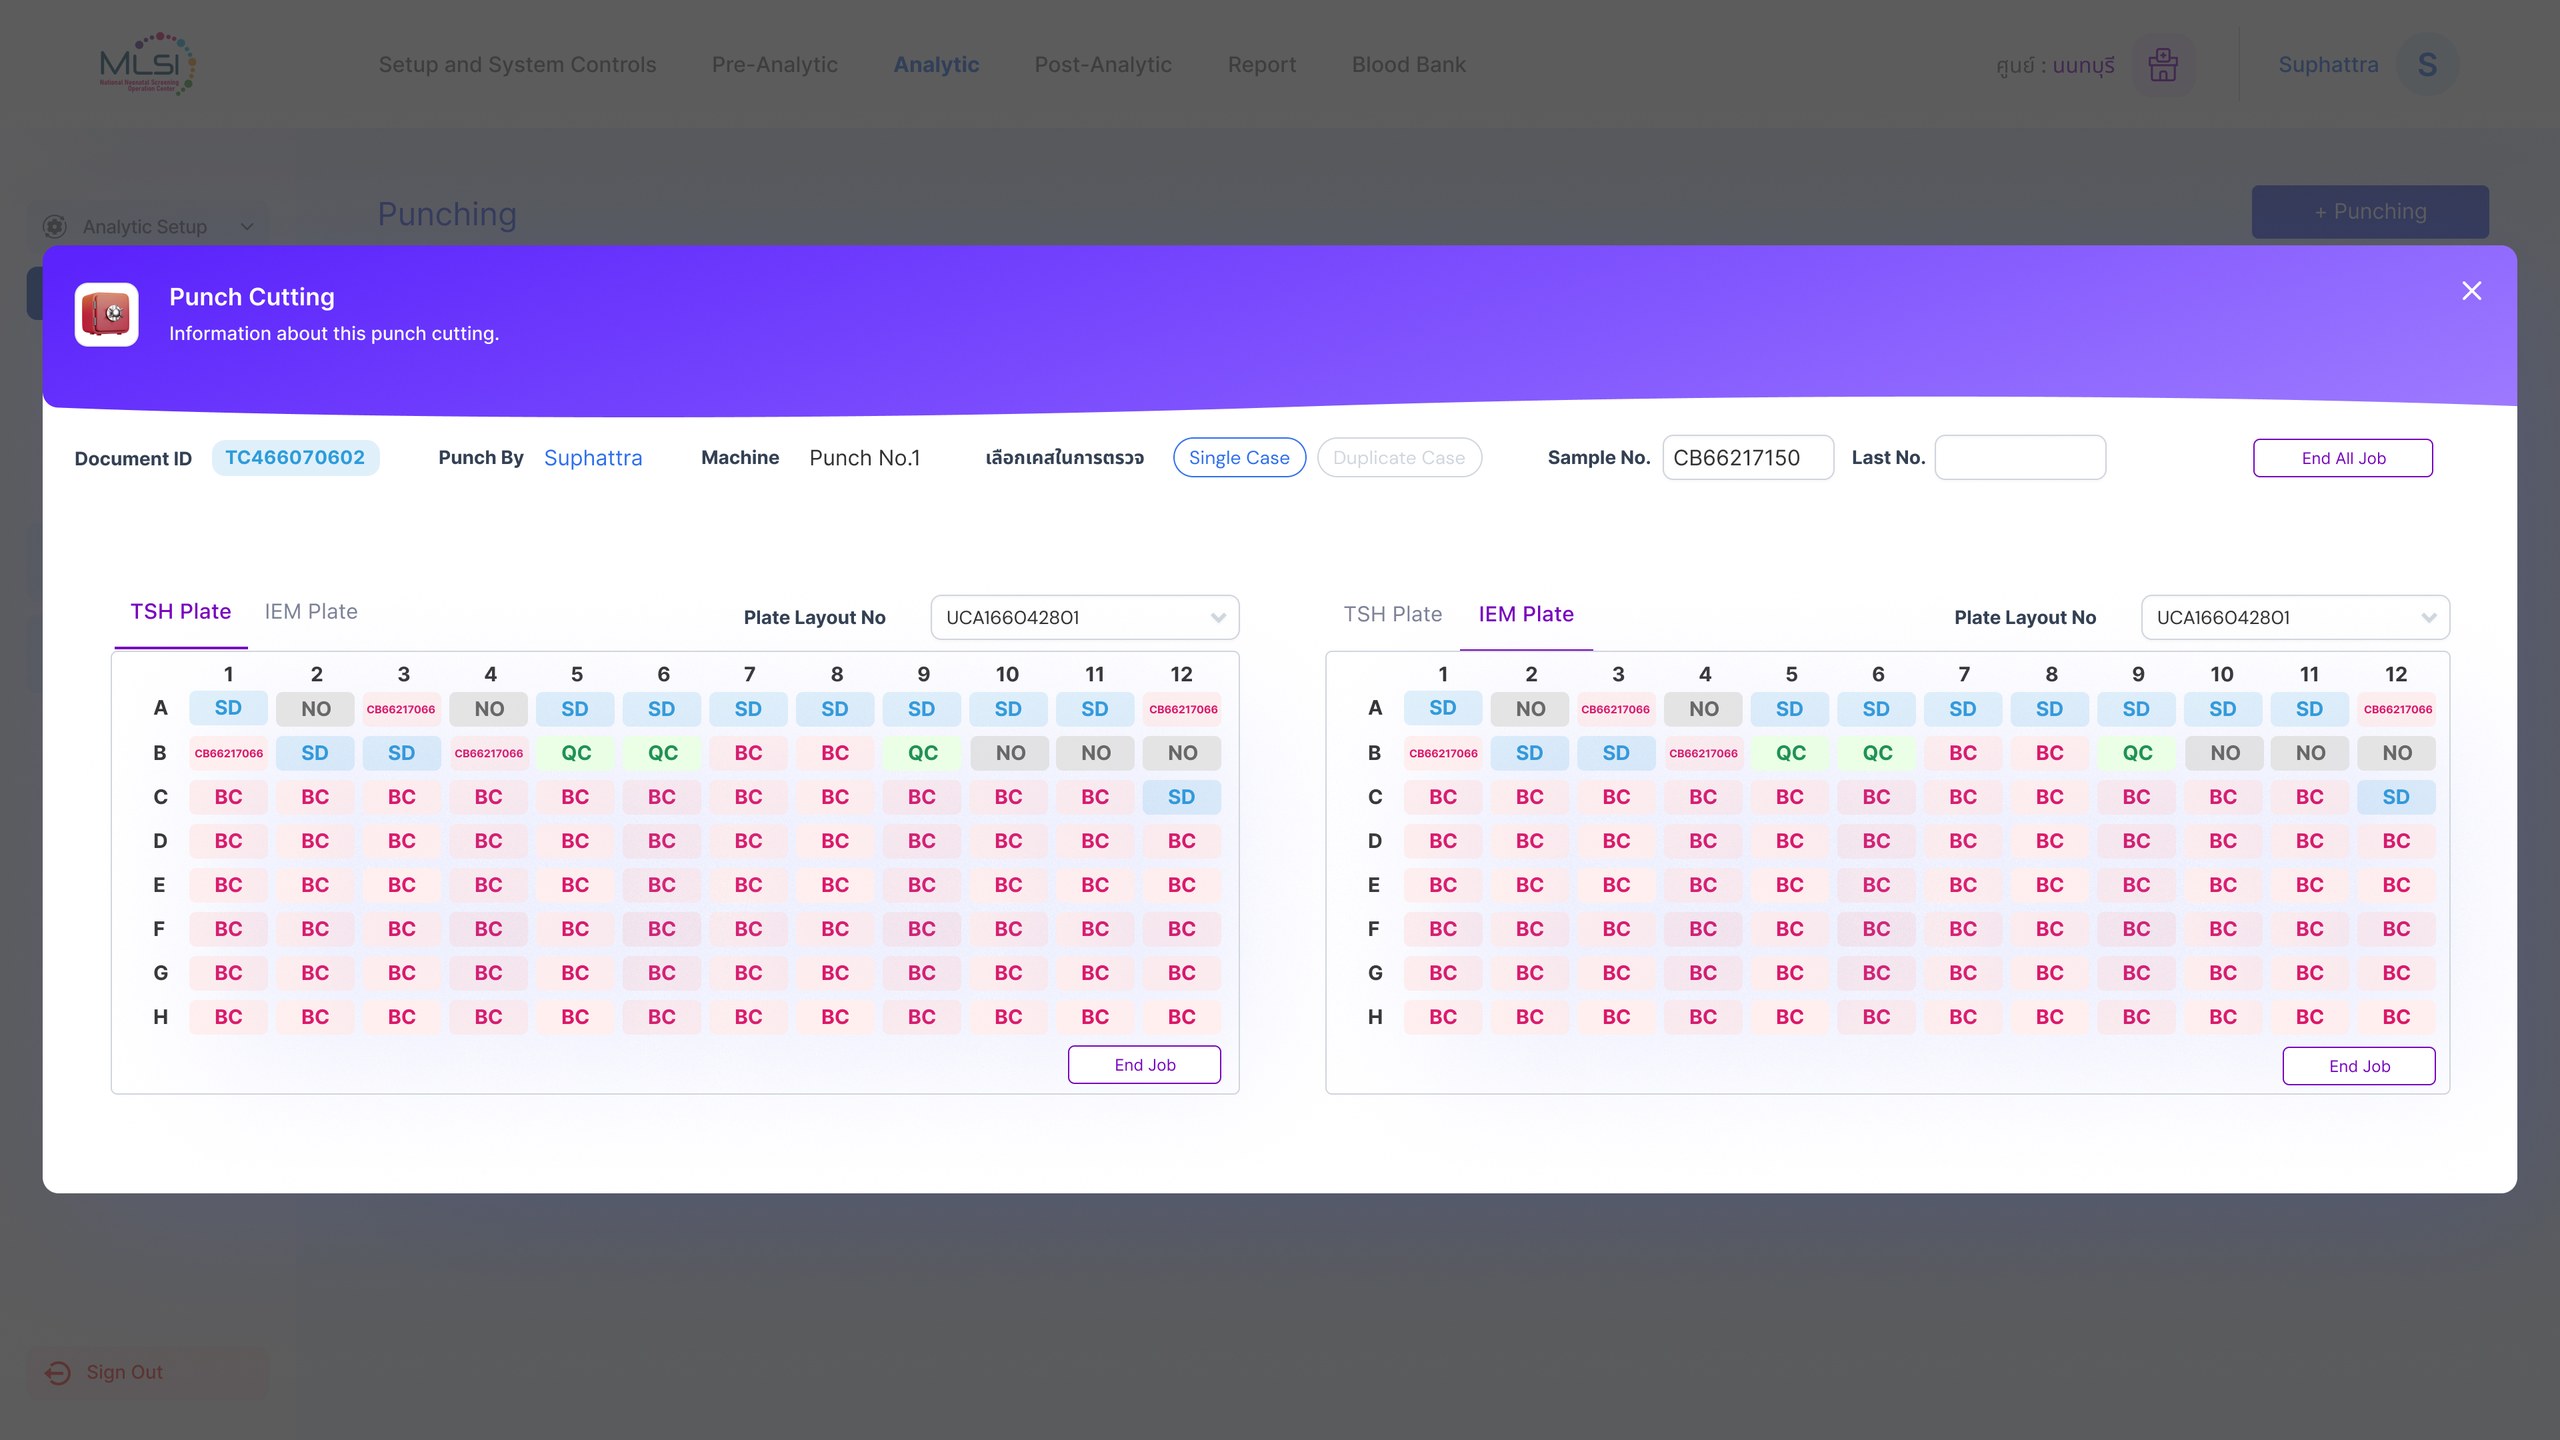 MLSI
National Neonatal Screening
Operation Center
Setup and System Controls
Pre-Analytic
Analytic
Post-Analytic
Report
Blood Bank
ศูนย์ : นนทบุรี
Suphattra
S
Analytic Setup
Punching
+ Punching
Punch Cutting
Information about this punch cutting.
Document ID TC466070602 Punch By Suphattra Machine Punch No.1 เลือกเคสในการตรวจ Single Case Duplicate Case Sample No. CB66217150 Last No. End All Job
TSH Plate IEM Plate Plate Layout No UCA166042801
1 2 3 4 5 6 7 8 9 10 11 12
A SD NO CB66217066 NO SD SD SD SD SD SD SD CB66217066
B CB66217066 SD SD CB66217066 QC QC BC BC QC NO NO NO
C BC BC BC BC BC BC BC BC BC BC BC SD
D BC BC BC BC BC BC BC BC BC BC BC BC
E BC BC BC BC BC BC BC BC BC BC BC BC
F BC BC BC BC BC BC BC BC BC BC BC BC
G BC BC BC BC BC BC BC BC BC BC BC BC
H BC BC BC BC BC BC BC BC BC BC BC BC
End Job
TSH Plate IEM Plate Plate Layout No UCA166042801
1 2 3 4 5 6 7 8 9 10 11 12
A SD NO CB66217066 NO SD SD SD SD SD SD SD CB66217066
B CB66217066 SD SD CB66217066 QC QC BC BC QC NO NO NO
C BC BC BC BC BC BC BC BC BC BC BC SD
D BC BC BC BC BC BC BC BC BC BC BC BC
E BC BC BC BC BC BC BC BC BC BC BC BC
F BC BC BC BC BC BC BC BC BC BC BC BC
G BC BC BC BC BC BC BC BC BC BC BC BC
H BC BC BC BC BC BC BC BC BC BC BC BC
End Job
Sign Out